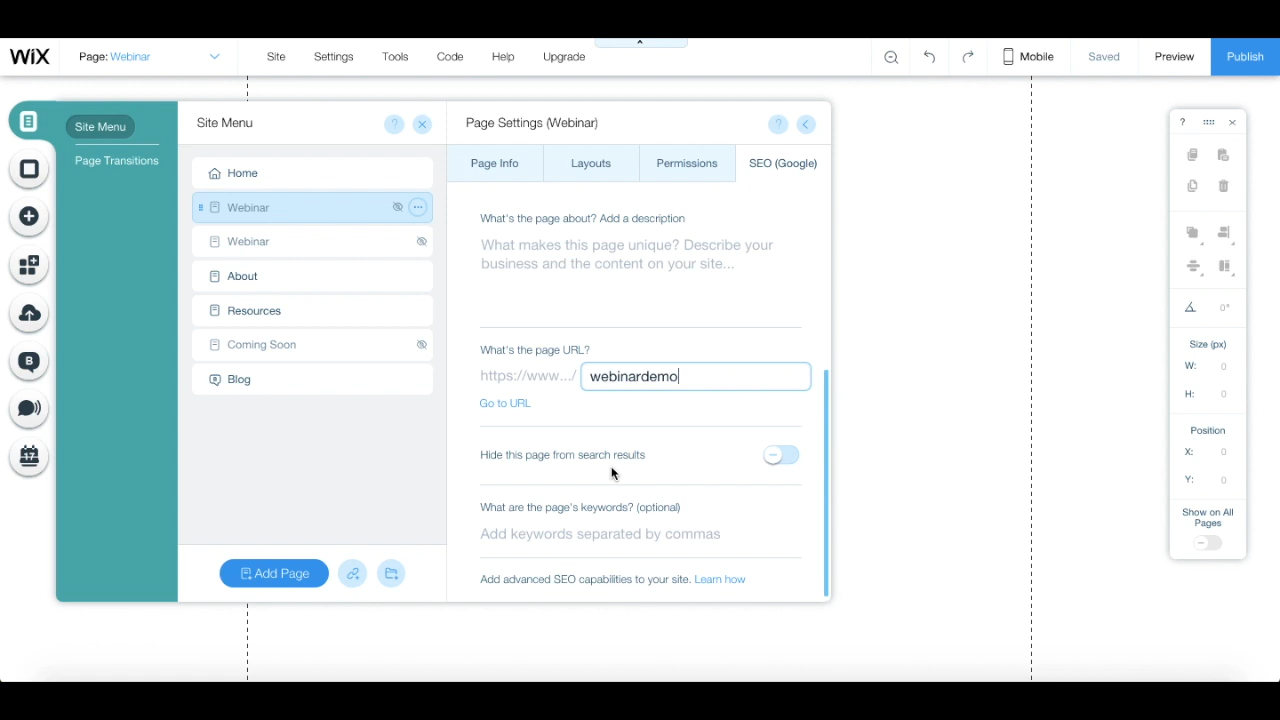 WiX
Page: Webinar
Site
Settings
Tools
Code
Help
Upgrade
Mobile
Saved
Preview
Publish
Site Menu
Page Transitions
Site Menu
?
Home
Webinar
Webinar
About
Resources
Coming Soon
Blog
Add Page
Page Settings (Webinar)
?
Page Info
Layouts
Permissions
SEO (Google)
What's the page about? Add a description
What makes this page unique? Describe your
business and the content on your site...
What's the page URL?
https://www.../ webinardemo
Go to URL
Hide this page from search results
What are the page's keywords? (optional)
Add keywords separated by commas
Add advanced SEO capabilities to your site. Learn how
B
17
?
0°
Size (px)
W: 0
H: 0
Position
X: 0
Y: 0
Show on All
Pages